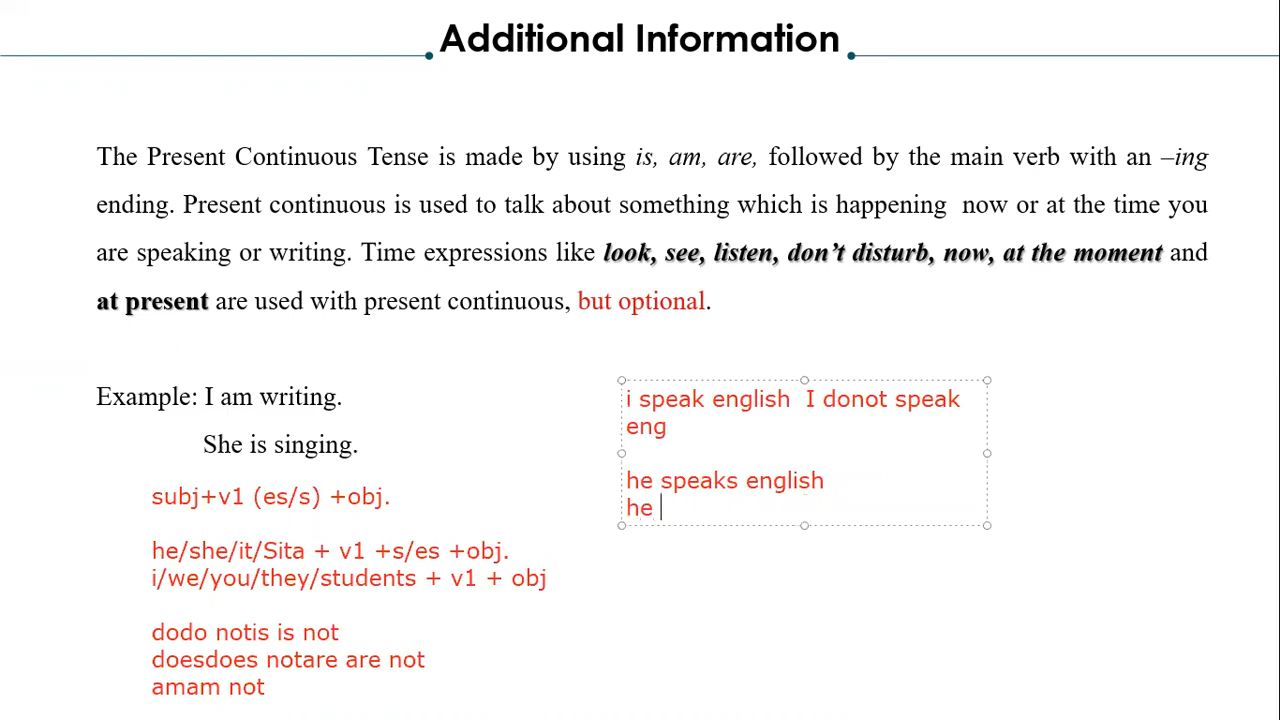 Additional Information
The Present Continuous Tense is made by using is, am, are, followed by the main verb with an –ing
ending. Present continuous is used to talk about something which is happening now or at the time you
are speaking or writing. Time expressions like look, see, listen, don’t disturb, now, at the moment and
at present are used with present continuous, but optional.
Example: I am writing.
She is singing.
subj+v1 (es/s) +obj.
he/she/it/Sita + v1 +s/es +obj.
i/we/you/they/students + v1 + obj
dodo notis is not
doesdoes notare are not
amam not
i speak english I donot speak
eng
he speaks english
he